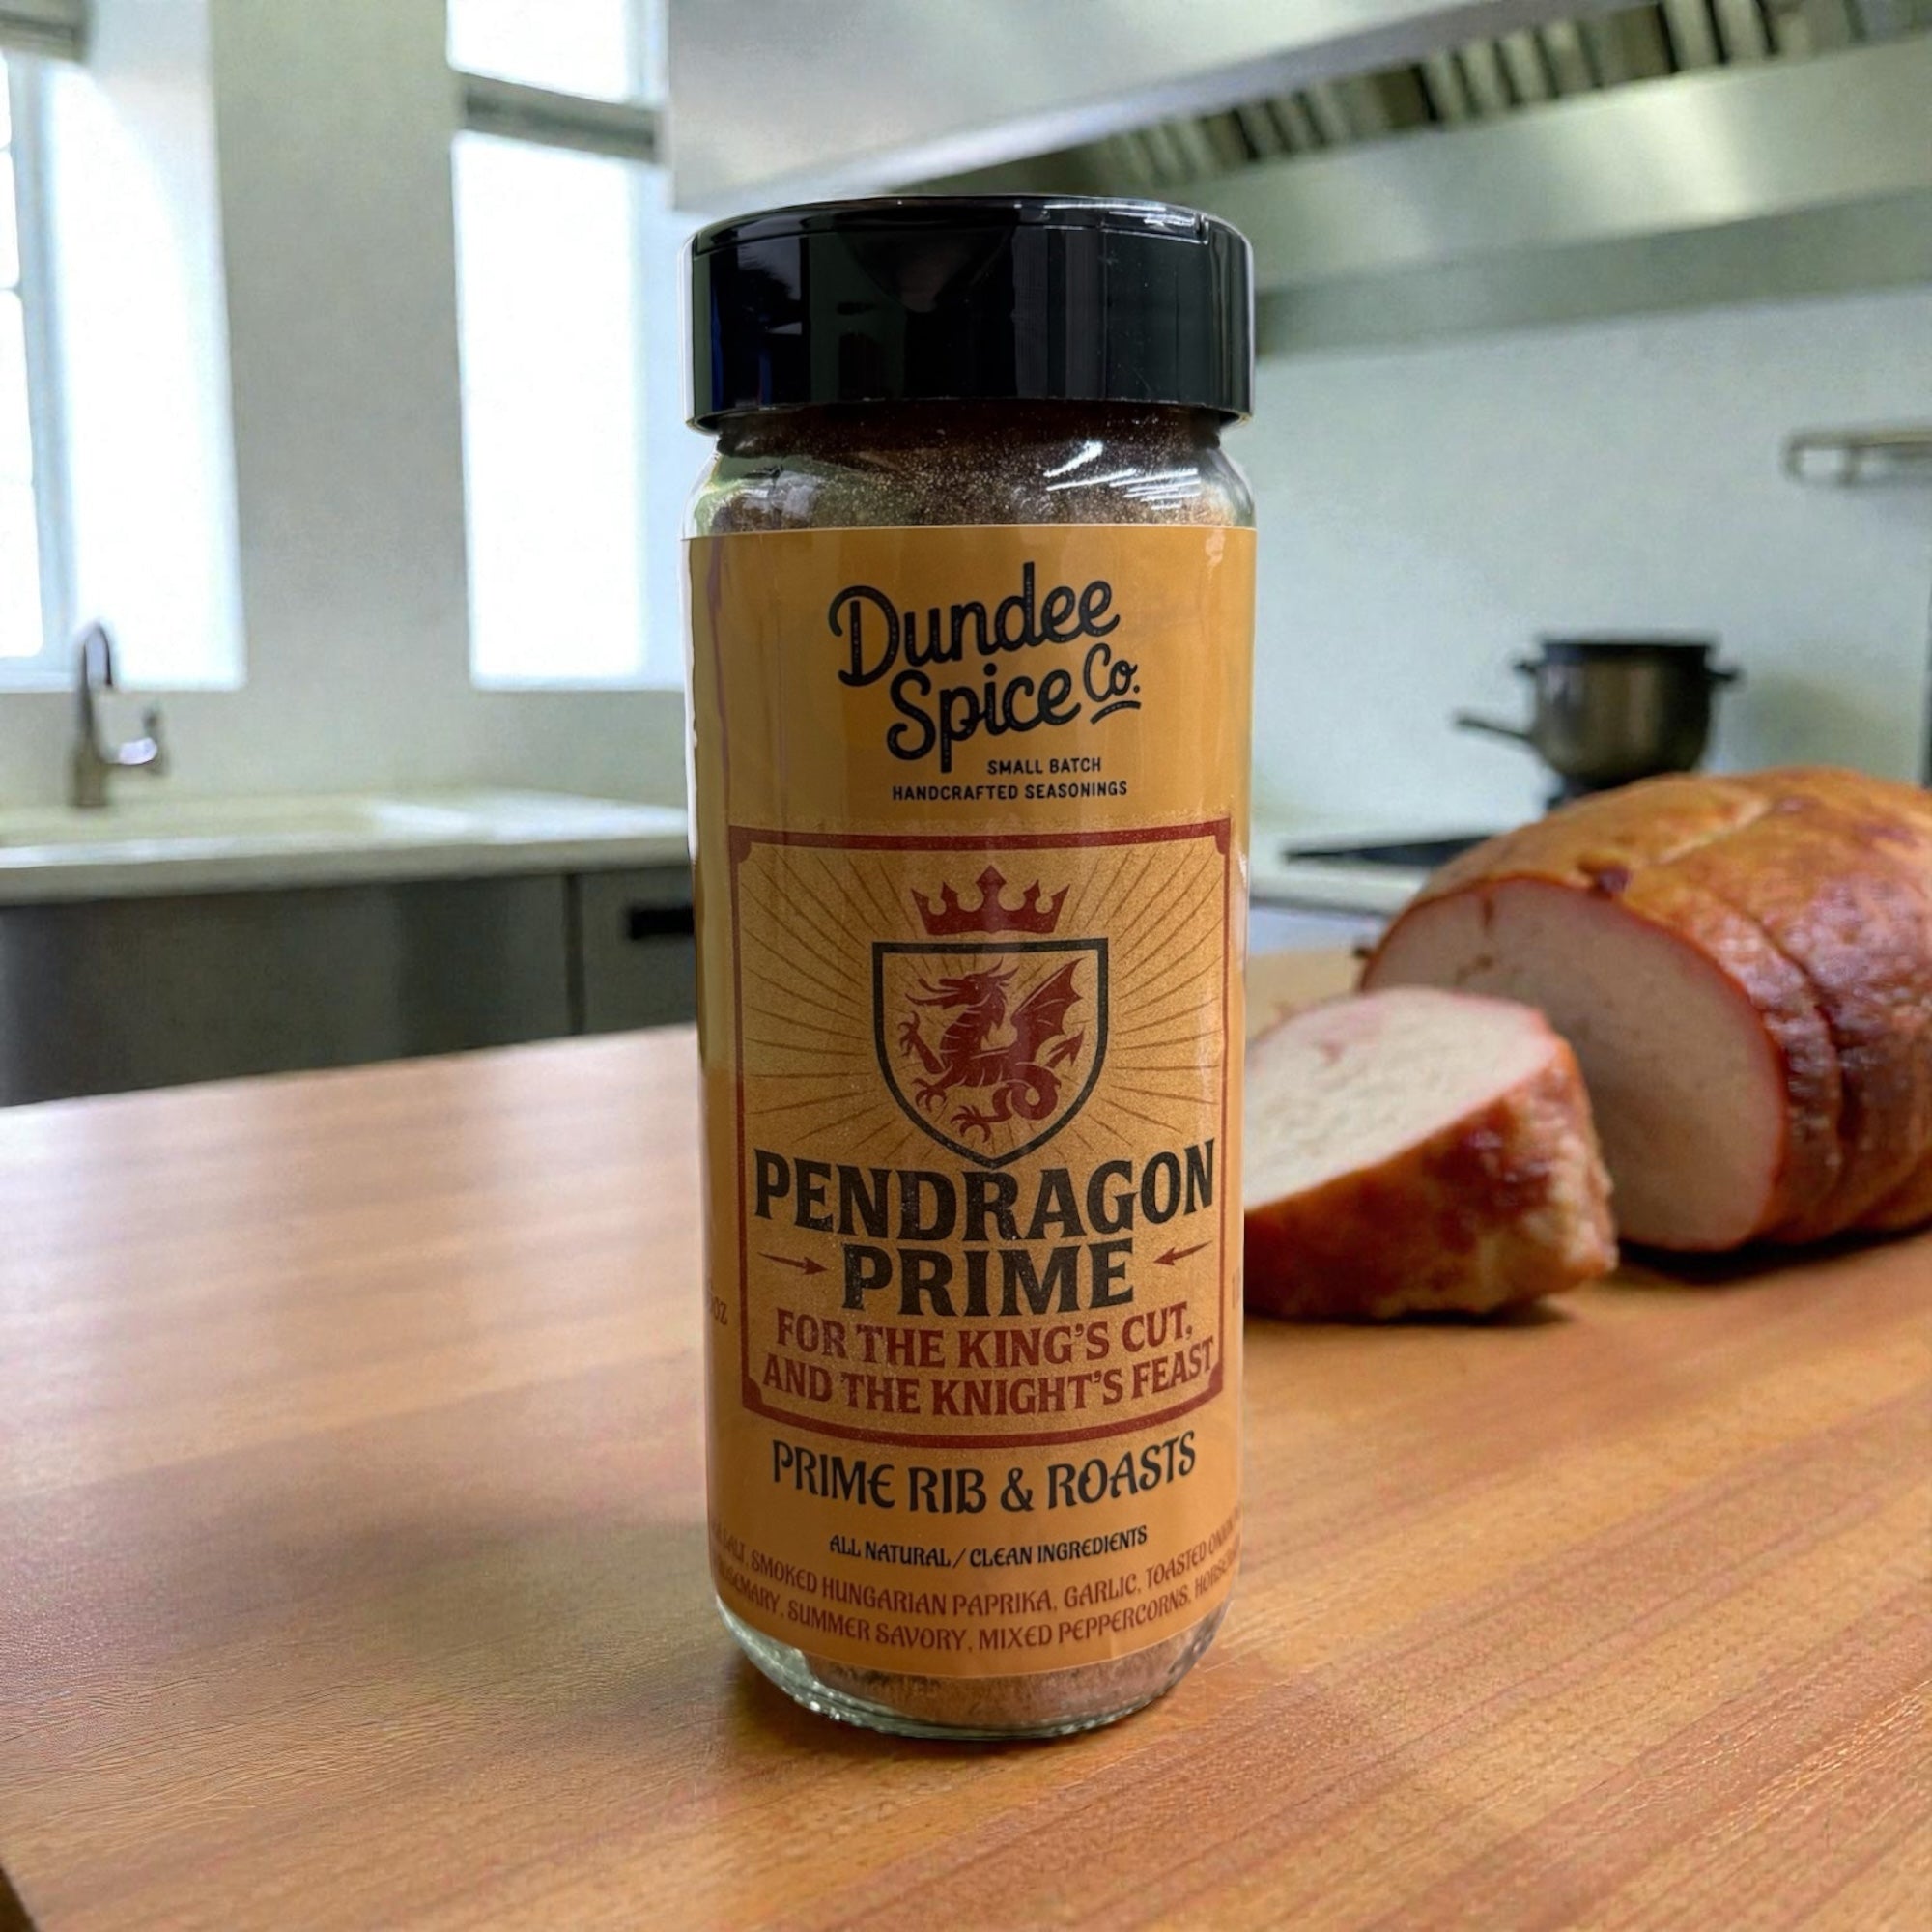 Dundee
Spice Co.
SMALL BATCH
HANDCRAFTED SEASONINGS
PENDRAGON
PRIME
FOR THE KING'S CUT,
AND THE KNIGHT'S FEAST
PRIME RIB & ROASTS
ALL NATURAL / CLEAN INGREDIENTS
SMOKED HUNGARIAN PAPRIKA, GARLIC, TOASTED
SUMMER SAVORY, MIXED PEPPERCORNS,